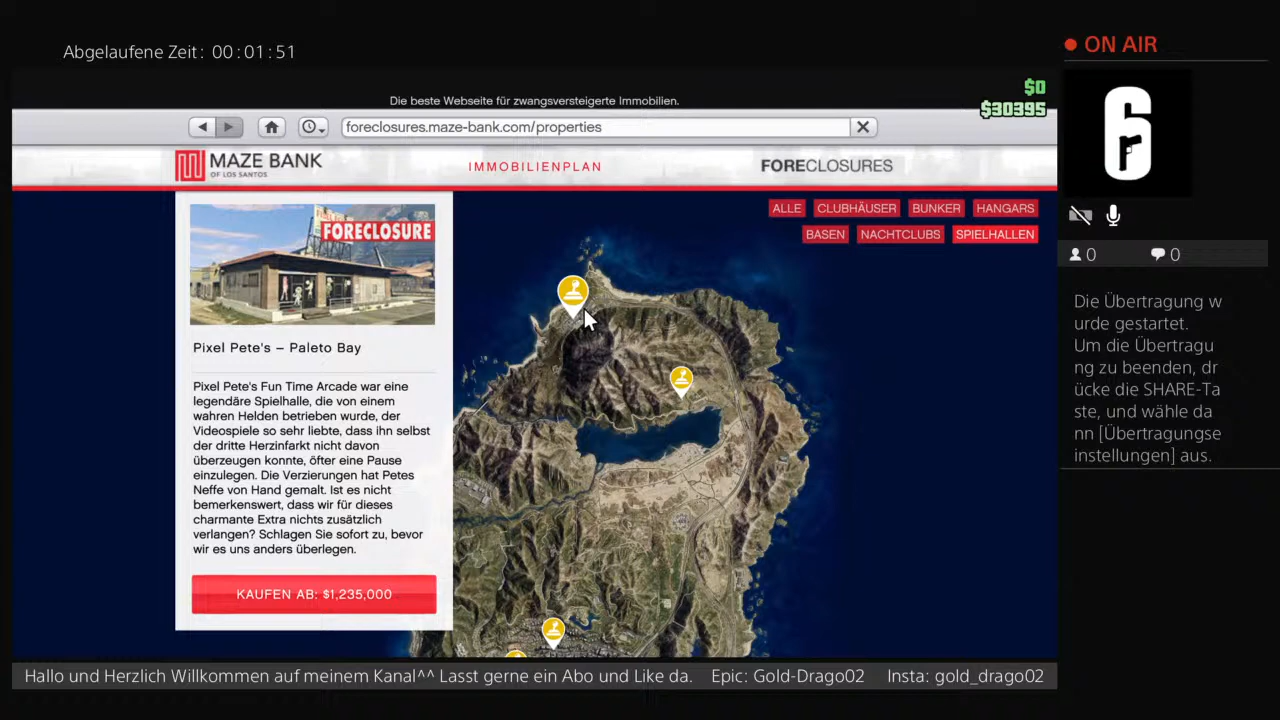 Abgelaufene Zeit: 00:01:51
ON AIR
6
Die beste Webseite für zwangsversteigerte Immobilien.
$0
$30395
foreclosures.maze-bank.com/properties
MAZE BANK
OF LOS SANTOS
IMMOBILIENPLAN
FORECLOSURES
ALLE CLUBHÄUSER BUNKER HANGARS
BASEN NACHTCLUBS SPIELHALLEN
FORECLOSURE
Pixel Pete's – Paleto Bay
Pixel Pete's Fun Time Arcade war eine
legendäre Spielhalle, die von einem
wahren Helden betrieben wurde, der
Videospiele so sehr liebte, dass ihn selbst
der dritte Herzinfarkt nicht davon
überzeugen konnte, öfter eine Pause
einzulegen. Die Verzierungen hat Petes
Neffe von Hand gemalt. Ist es nicht
bemerkenswert, dass wir für dieses
charmante Extra nichts zusätzlich
verlangen? Schlagen Sie sofort zu, bevor
wir es uns anders überlegen.
KAUFEN AB: $1,235,000
0 0
Die Übertragung w
urde gestartet.
Um die Übertragu
ng zu beenden, dr
ücke die SHARE-Ta
ste, und wähle da
nn [Übertragungse
instellungen] aus.
Hallo und Herzlich Willkommen auf meinem Kanal^^ Lasst gerne ein Abo und Like da. Epic: Gold-Drago02 Insta: gold_drago02